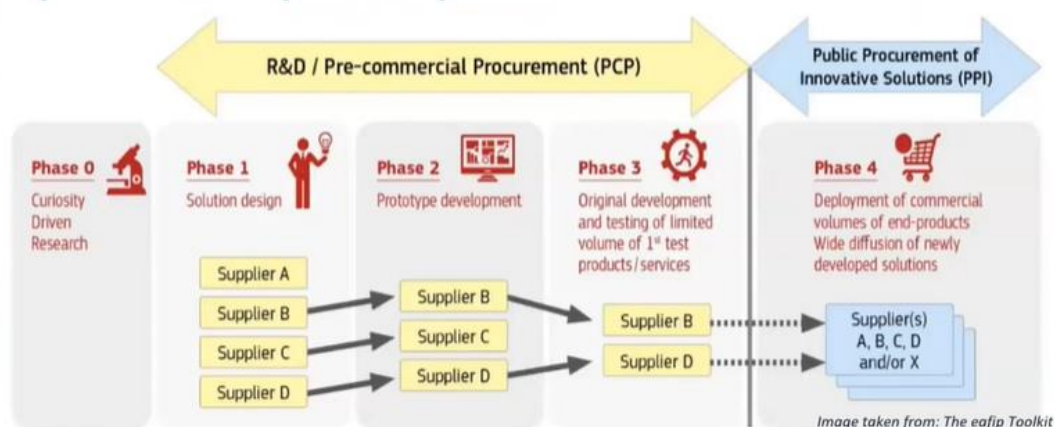 R&D / Pre-commercial Procurement (PCP)
Public Procurement of
Innovative Solutions (PPI)
Phase 0
Curiosity
Driven
Research
Phase 1
Solution design
Supplier A
Supplier B
Supplier C
Supplier D
Phase 2
Prototype development
Supplier B
Supplier C
Supplier D
Phase 3
Original development
and testing of limited
volume of 1st test
products/services
Supplier B
Supplier D
Phase 4
Deployment of commercial
volumes of end-products
Wide diffusion of newly
developed solutions
Supplier(s)
A, B, C, D
and/or X
Image taken from: The eafip Toolkit